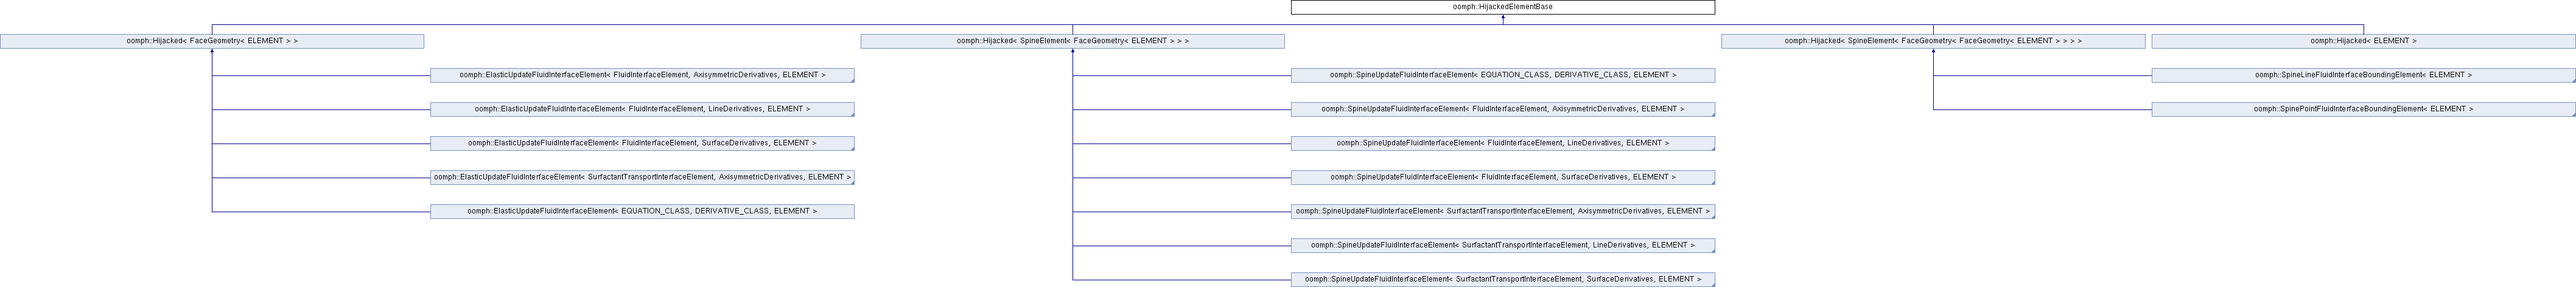 oomph::HijackedElementBase
oomph::Hijacked< FaceGeometry< ELEMENT > >
oomph::Hijacked< SpineElement< FaceGeometry< ELEMENT > > >
oomph::Hijacked< SpineElement< FaceGeometry< FaceGeometry< ELEMENT > > > >
oomph::Hijacked< ELEMENT >
oomph::ElasticUpdateFluidInterfaceElement< FluidInterfaceElement, AxisymmetricDerivatives, ELEMENT >
oomph::SpineUpdateFluidInterfaceElement< EQUATION_CLASS, DERIVATIVE_CLASS, ELEMENT >
oomph::SpineLineFluidInterfaceBoundingElement< ELEMENT >
oomph::ElasticUpdateFluidInterfaceElement< FluidInterfaceElement, LineDerivatives, ELEMENT >
oomph::SpineUpdateFluidInterfaceElement< FluidInterfaceElement, AxisymmetricDerivatives, ELEMENT >
oomph::SpinePointFluidInterfaceBoundingElement< ELEMENT >
oomph::ElasticUpdateFluidInterfaceElement< FluidInterfaceElement, SurfaceDerivatives, ELEMENT >
oomph::SpineUpdateFluidInterfaceElement< FluidInterfaceElement, LineDerivatives, ELEMENT >
oomph::ElasticUpdateFluidInterfaceElement< SurfactantTransportInterfaceElement, AxisymmetricDerivatives, ELEMENT >
oomph::SpineUpdateFluidInterfaceElement< FluidInterfaceElement, SurfaceDerivatives, ELEMENT >
oomph::ElasticUpdateFluidInterfaceElement< EQUATION_CLASS, DERIVATIVE_CLASS, ELEMENT >
oomph::SpineUpdateFluidInterfaceElement< SurfactantTransportInterfaceElement, AxisymmetricDerivatives, ELEMENT >
oomph::SpineUpdateFluidInterfaceElement< SurfactantTransportInterfaceElement, LineDerivatives, ELEMENT >
oomph::SpineUpdateFluidInterfaceElement< SurfactantTransportInterfaceElement, SurfaceDerivatives, ELEMENT >